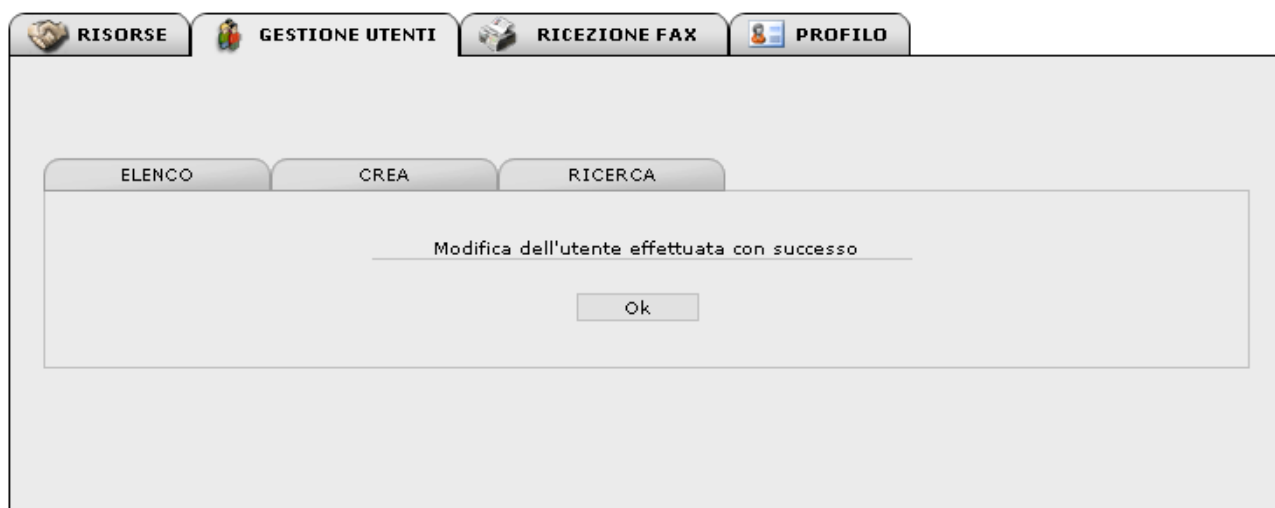 RISORSE GESTIONE UTENTI RICEZIONE FAX PROFILO
ELENCO CREA RICERCA
Modifica dell'utente effettuata con successo
Ok